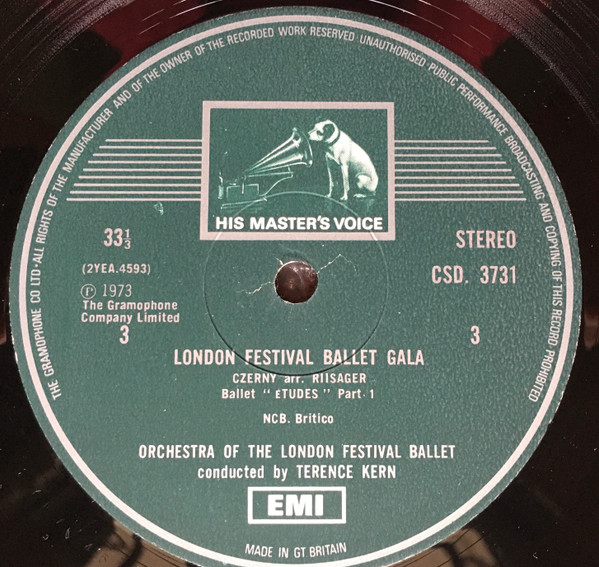 THE GRAMOPHONE CO LTD·ALL RIGHTS OF THE MANUFACTURER AND OF THE OWNER OF THE RECORDED WORK RESERVED UNAUTHORISED PUBLIC PERFORMANCE BROADCASTING AND COPYING OF THIS RECORD PROHIBITED
HIS MASTER'S VOICE
33⅓
STEREO
(2YEA.4593)
CSD. 3731
Ⓟ 1973
The Gramophone
Company Limited
3
3
LONDON FESTIVAL BALLET GALA
CZERNY arr. RIISAGER
Ballet "ETUDES" Part 1
NCB. Britico
ORCHESTRA OF THE LONDON FESTIVAL BALLET
conducted by TERENCE KERN
EMI
MADE IN GT BRITAIN